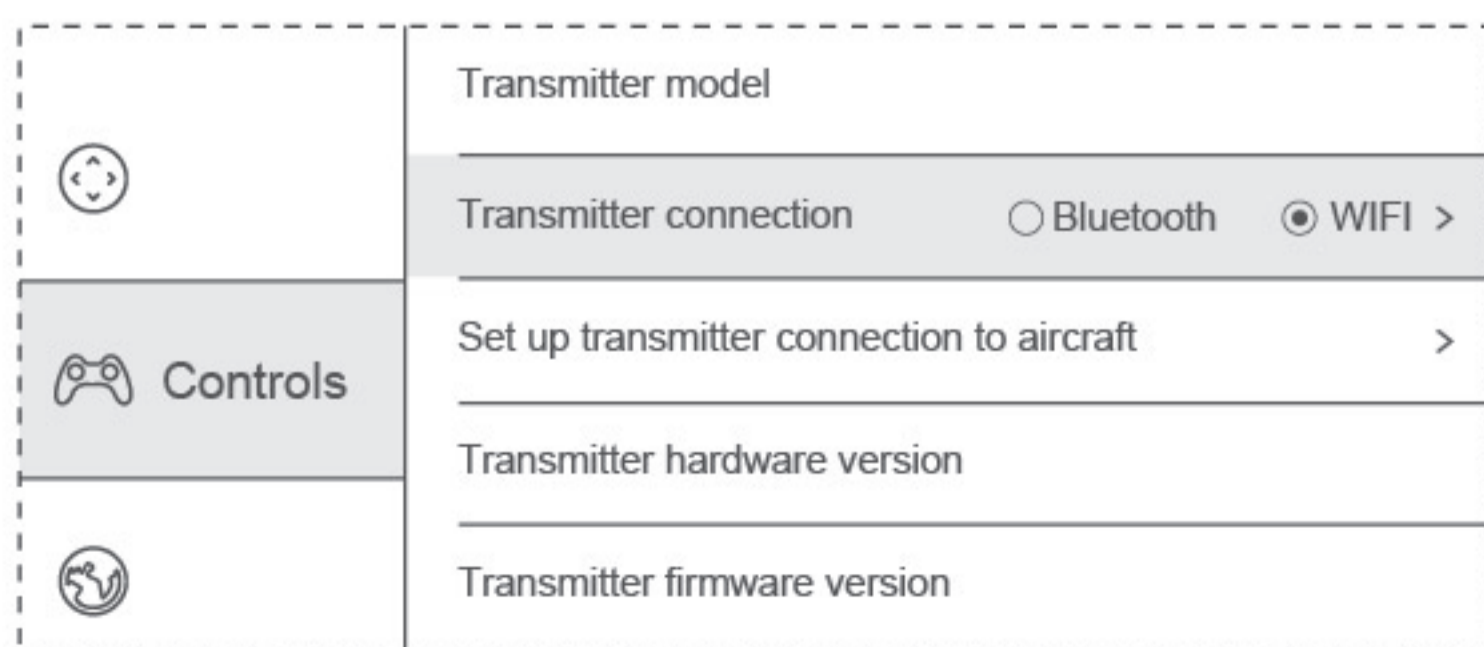 Transmitter model
Transmitter connection Bluetooth WIFI >
Set up transmitter connection to aircraft >
Controls
Transmitter hardware version
Transmitter firmware version